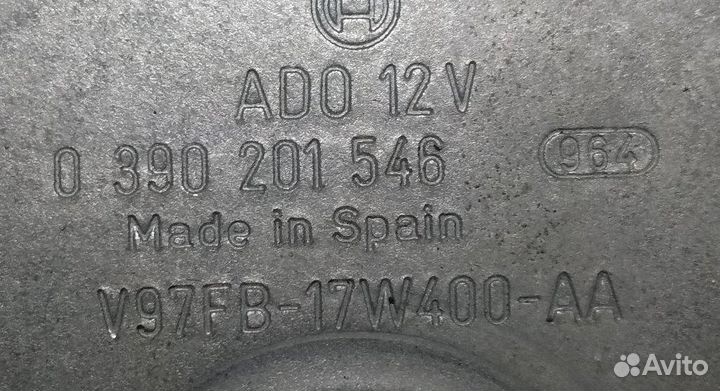 ADO 12V
0 390 201 546
964
Made in Spain
V97FB-17W400-AA
Avito